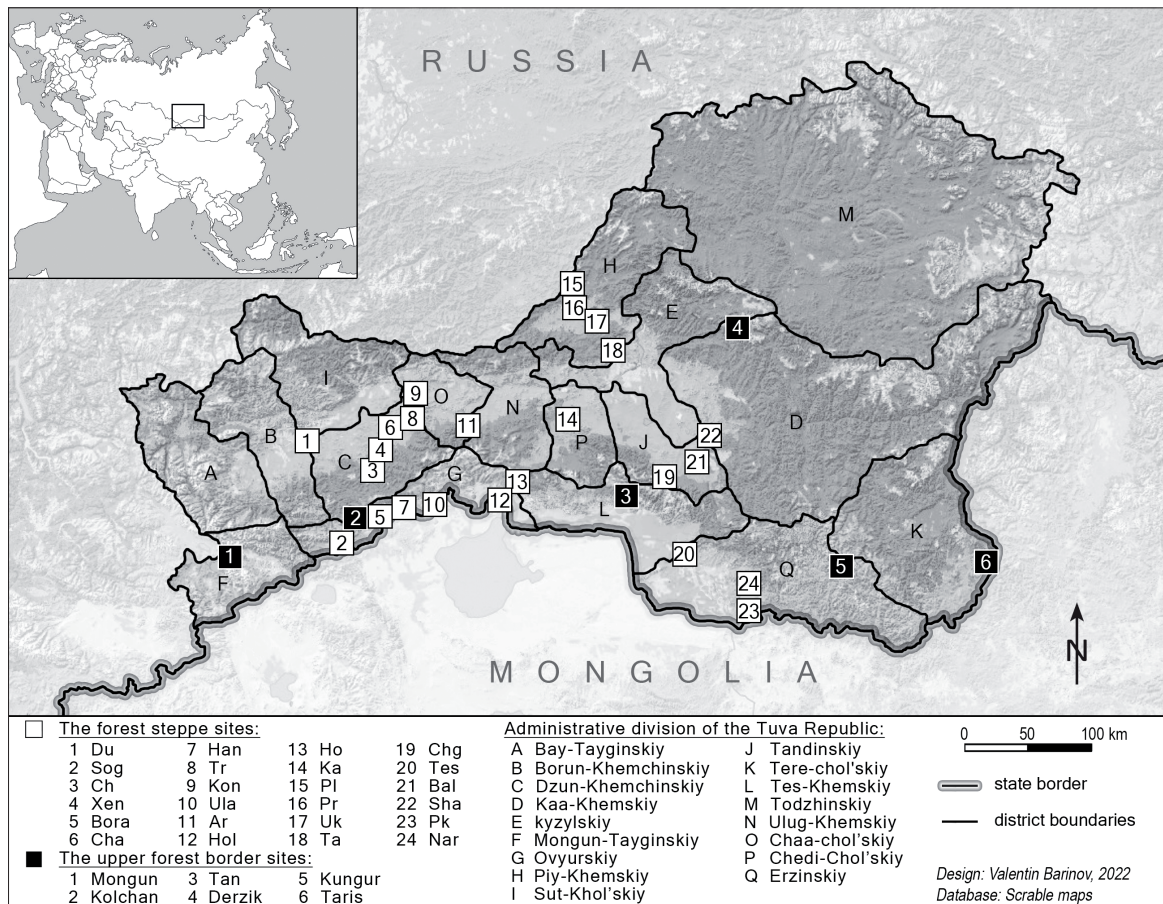 RUSSIA
M
H
15
16
E
17
4
18
I
9
O
N
8
11
14
D
6
B
1
P
J
22
4
C
3
A
G
21
19
13
3
12
L
7
10
2
5
K
2
20
1
5
6
Q
F
24
23
N
MONGOLIA
The forest steppe sites:
1 Du 7 Han 13 Ho 19 Chg
2 Sog 8 Tr 14 Ka 20 Tes
3 Ch 9 Kon 15 Pl 21 Bal
4 Xen 10 Ula 16 Pr 22 Sha
5 Bora 11 Ar 17 Uk 23 Pk
6 Cha 12 Hol 18 Ta 24 Nar
The upper forest border sites:
1 Mongun 3 Tan 5 Kungur
2 Kolchan 4 Derzik 6 Taris
Administrative division of the Tuva Republic:
A Bay-Tayginskiy J Tandinskiy
B Borun-Khemchinskiy K Tere-chol'skiy
C Dzun-Khemchinskiy L Tes-Khemskiy
D Kaa-Khemskiy M Todzhinskiy
E kyzylskiy N Ulug-Khemskiy
F Mongun-Tayginskiy O Chaa-chol'skiy
G Ovyurskiy P Chedi-Chol'skiy
H Piy-Khemskiy Q Erzinskiy
I Sut-Khol'skiy
0 50 100 km
state border
district boundaries
Design: Valentin Barinov, 2022
Database: Scrable maps